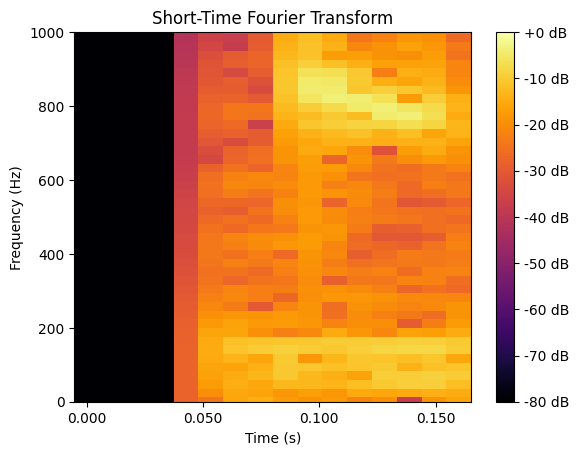 Short-Time Fourier Transform
1000
800
600
400
200
0
Frequency (Hz)
0.000
0.050
0.100
0.150
Time (s)
+0 dB
-10 dB
-20 dB
-30 dB
-40 dB
-50 dB
-60 dB
-70 dB
-80 dB